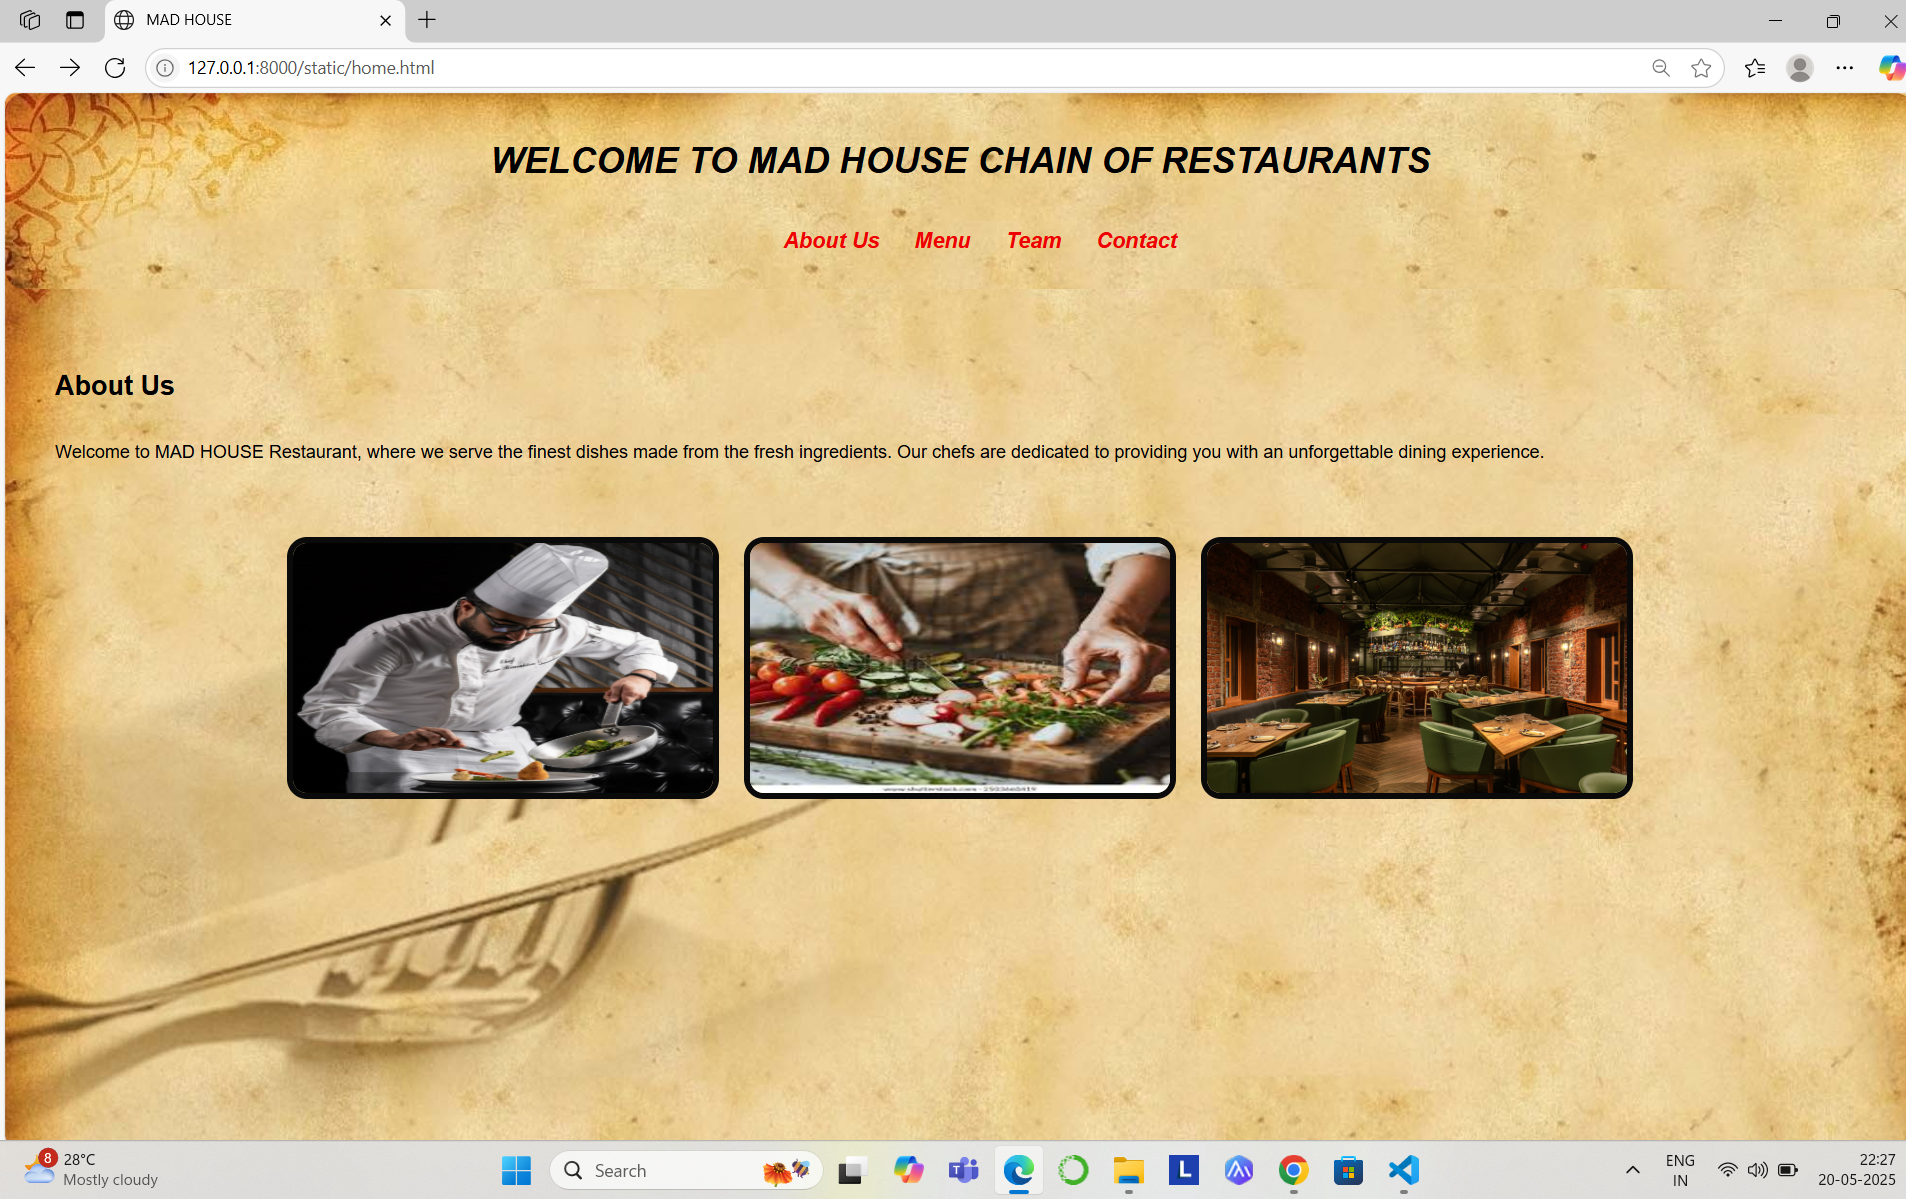 MAD HOUSE
127.0.0.1:8000/static/home.html
WELCOME TO MAD HOUSE CHAIN OF RESTAURANTS
About Us Menu Team Contact
About Us
Welcome to MAD HOUSE Restaurant, where we serve the finest dishes made from the fresh ingredients. Our chefs are dedicated to providing you with an unforgettable dining experience.
8
28°C
Mostly cloudy
Search
T
L
ENG
IN
22:27
20-05-2025